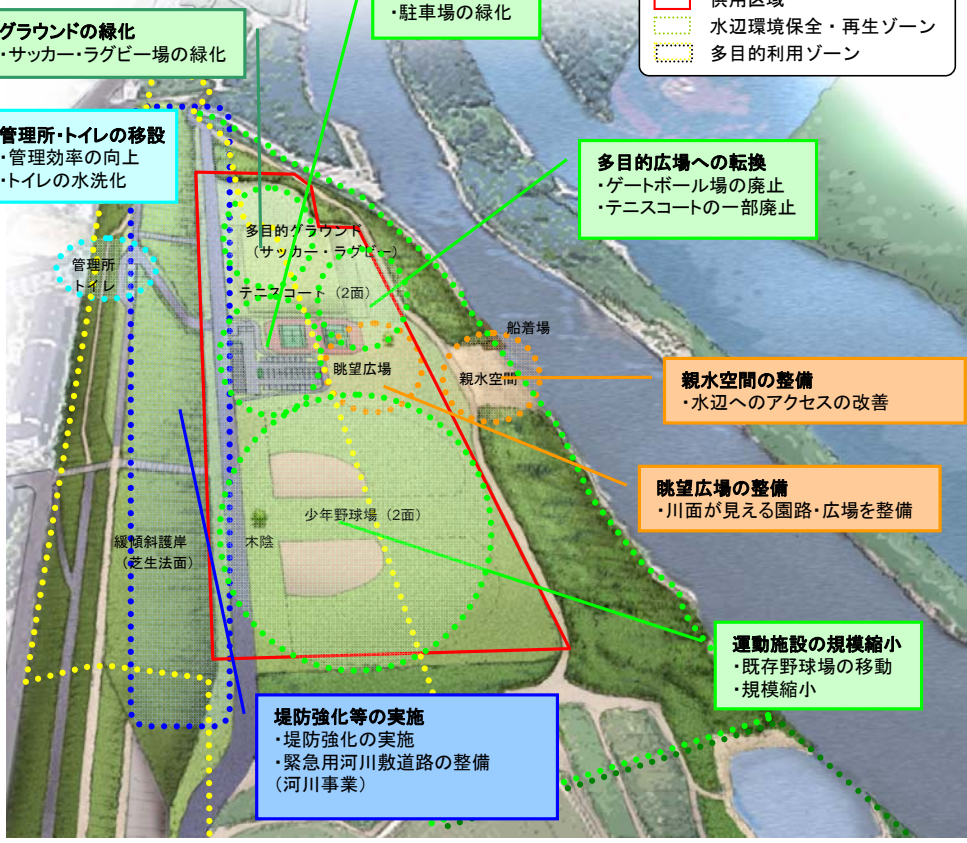 ・駐車場の緑化
供用区域
水辺環境保全・再生ゾーン
多目的利用ゾーン
グラウンドの緑化
・サッカー・ラグビー場の緑化
管理所・トイレの移設
・管理効率の向上
・トイレの水洗化
多目的広場への転換
・ゲートボール場の廃止
・テニスコートの一部廃止
多目的グラウンド
（サッカー・ラグビー）
管理所
トイレ
テニスコート（2面）
船着場
眺望広場
親水空間
親水空間の整備
・水辺へのアクセスの改善
眺望広場の整備
・川面が見える園路・広場を整備
少年野球場（2面）
緩傾斜護岸
（芝生法面）
木陰
運動施設の規模縮小
・既存野球場の移動
・規模縮小
堤防強化等の実施
・堤防強化の実施
・緊急用河川敷道路の整備
（河川事業）